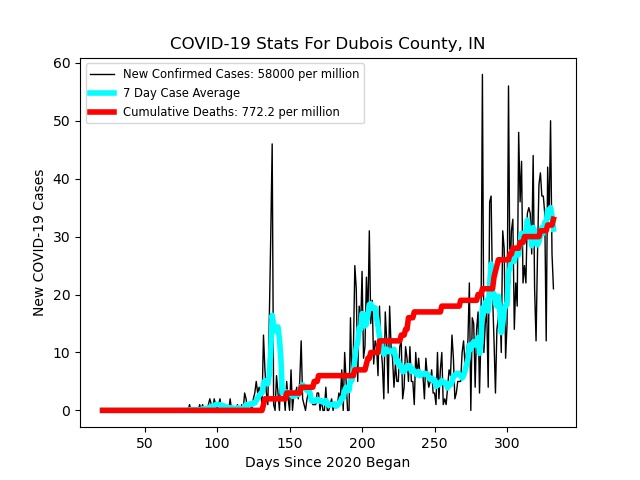 COVID-19 Stats For Dubois County, IN
New Confirmed Cases: 58000 per million
7 Day Case Average
Cumulative Deaths: 772.2 per million
New COVID-19 Cases
60
50
40
30
20
10
0
50 100 150 200 250 300
Days Since 2020 Began